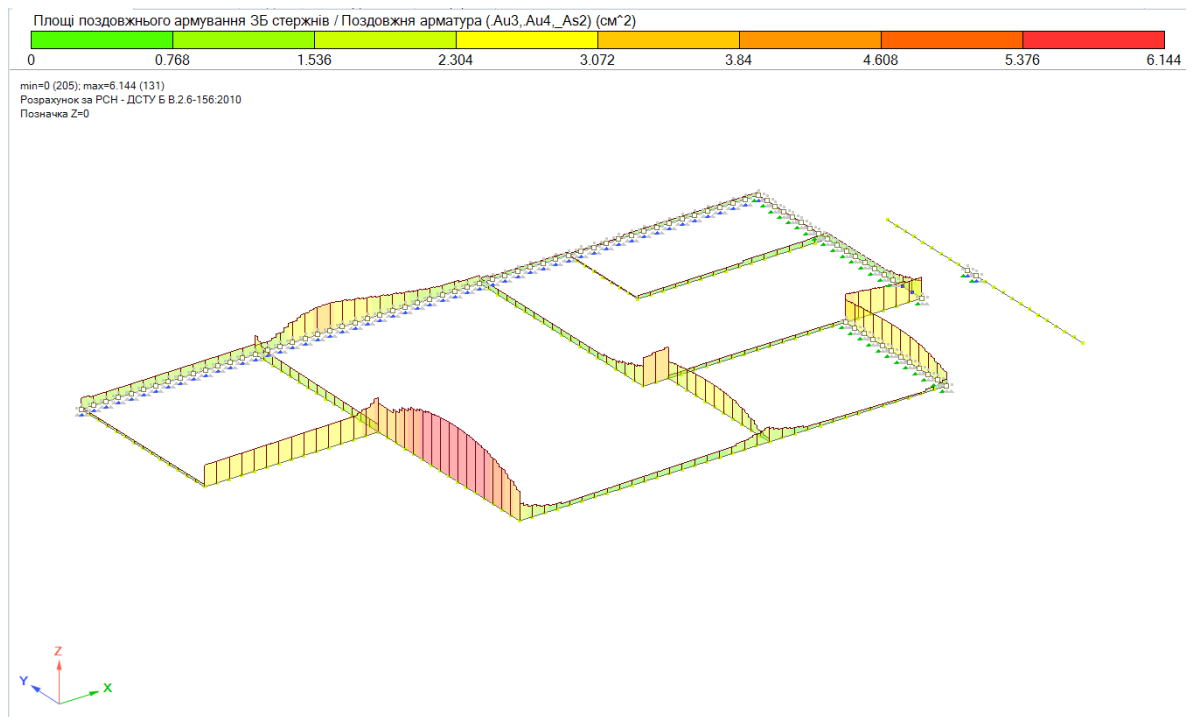 Площі поздовжнього армування ЗБ стержнів / Поздовжня арматура (.Au3,.Au4,_As2) (см^2)
0 0.768 1.536 2.304 3.072 3.84 4.608 5.376 6.144
min=0 (205); max=6.144 (131)
Розрахунок за РСН - ДСТУ Б В.2.6-156:2010
Позначка Z=0
Z
Y X